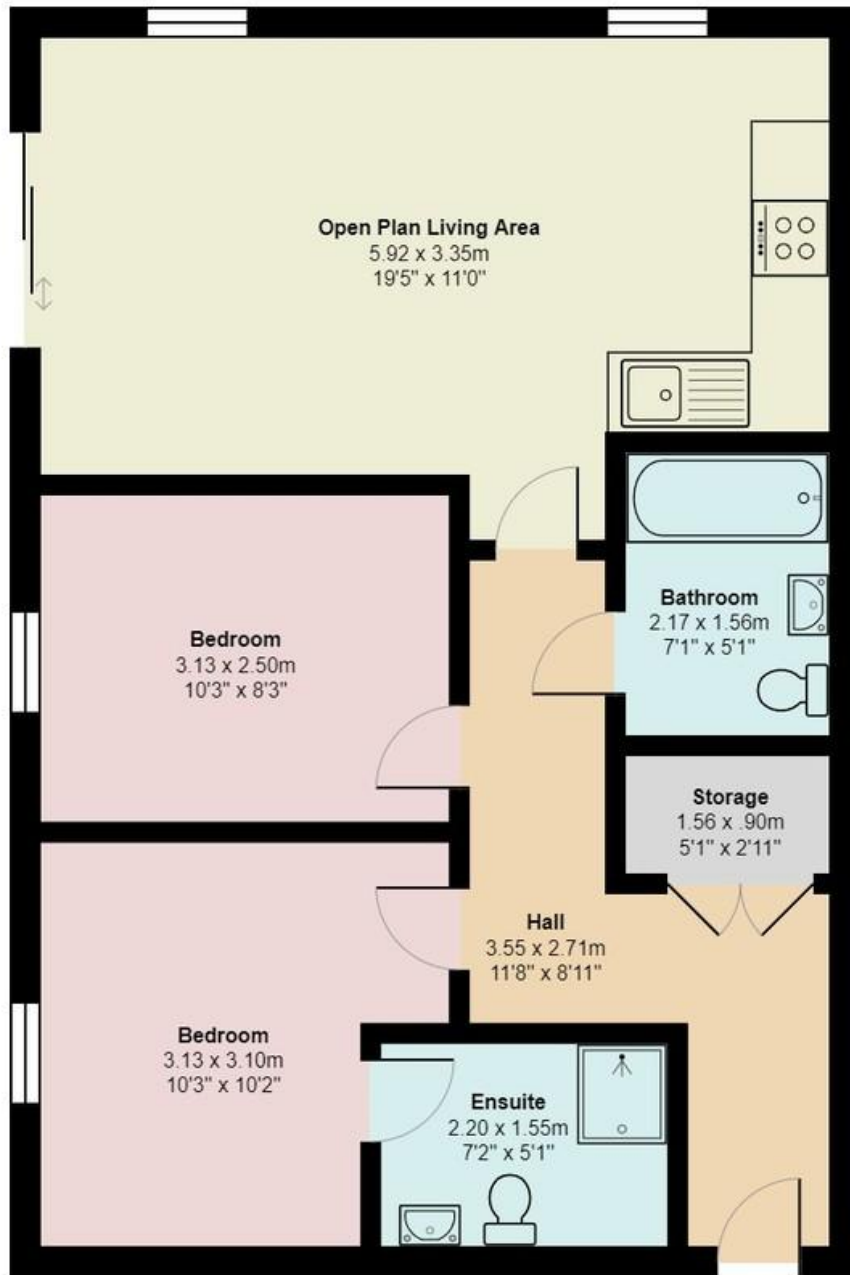 Open Plan Living Area
5.92 x 3.35m
19'5" x 11'0"
Bedroom
3.13 x 2.50m
10'3" x 8'3"
Bathroom
2.17 x 1.56m
7'1" x 5'1"
Storage
1.56 x .90m
5'1" x 2'11"
Hall
3.55 x 2.71m
11'8" x 8'11"
Bedroom
3.13 x 3.10m
10'3" x 10'2"
Ensuite
2.20 x 1.55m
7'2" x 5'1"